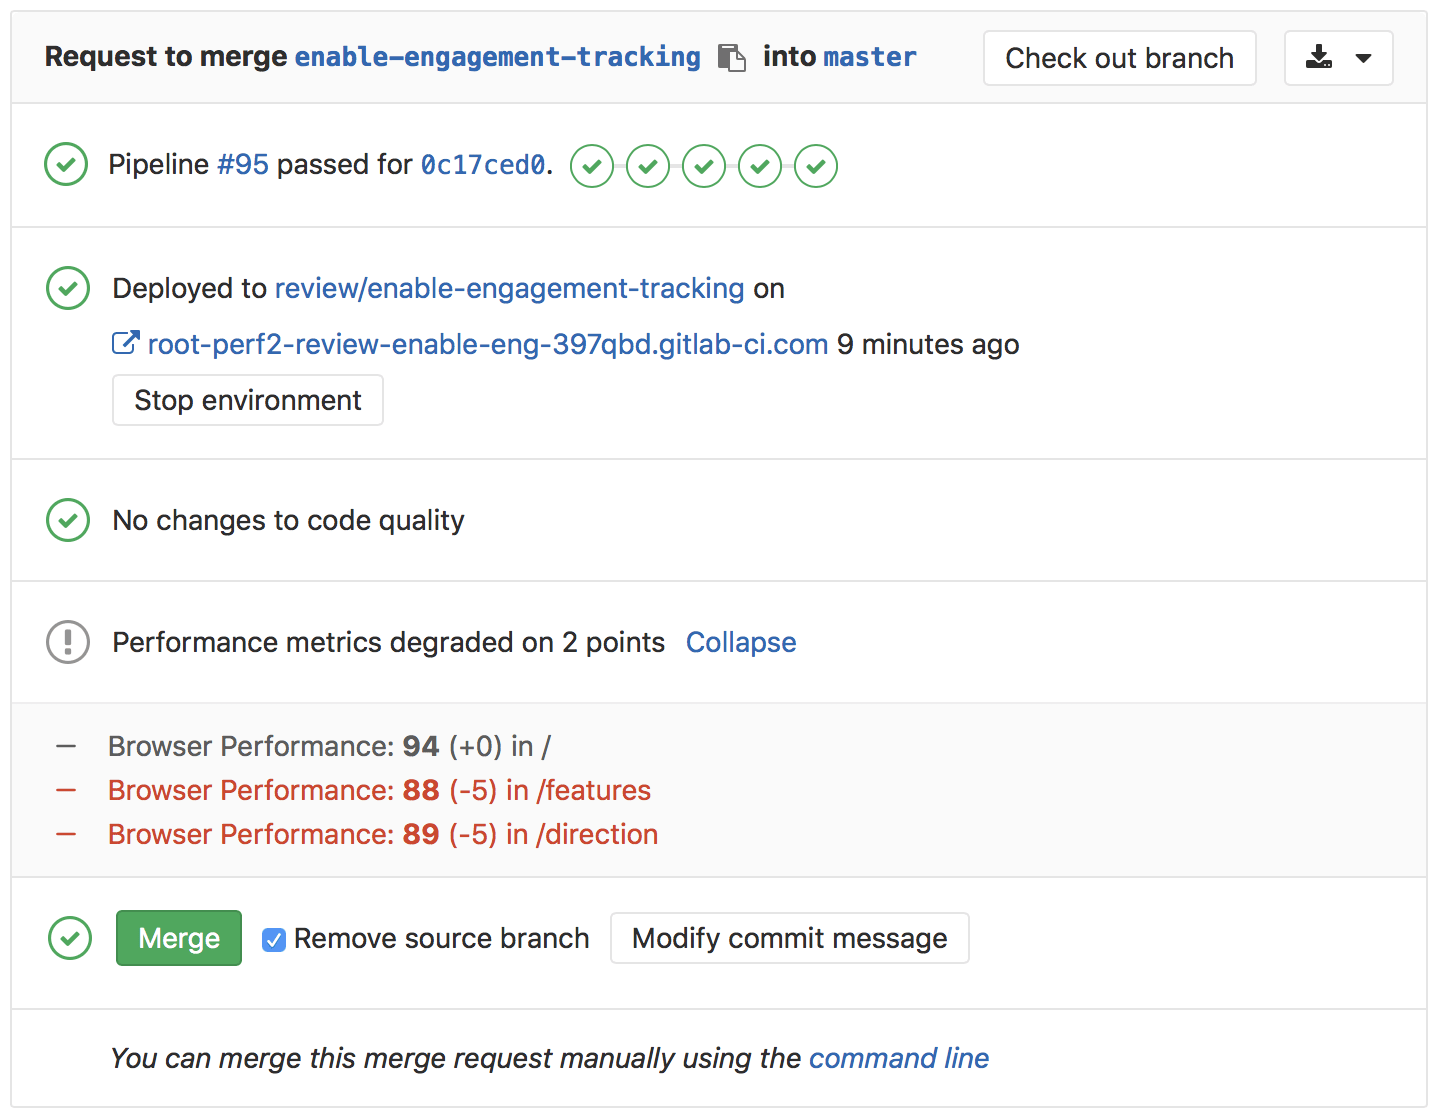 Request to merge enable-engagement-tracking into master Check out branch
Pipeline #95 passed for 0c17ced0.
Deployed to review/enable-engagement-tracking on
root-perf2-review-enable-eng-397qbd.gitlab-ci.com 9 minutes ago
Stop environment
No changes to code quality
Performance metrics degraded on 2 points Collapse
– Browser Performance: 94 (+0) in /
– Browser Performance: 88 (-5) in /features
– Browser Performance: 89 (-5) in /direction
Merge Remove source branch Modify commit message
You can merge this merge request manually using the command line